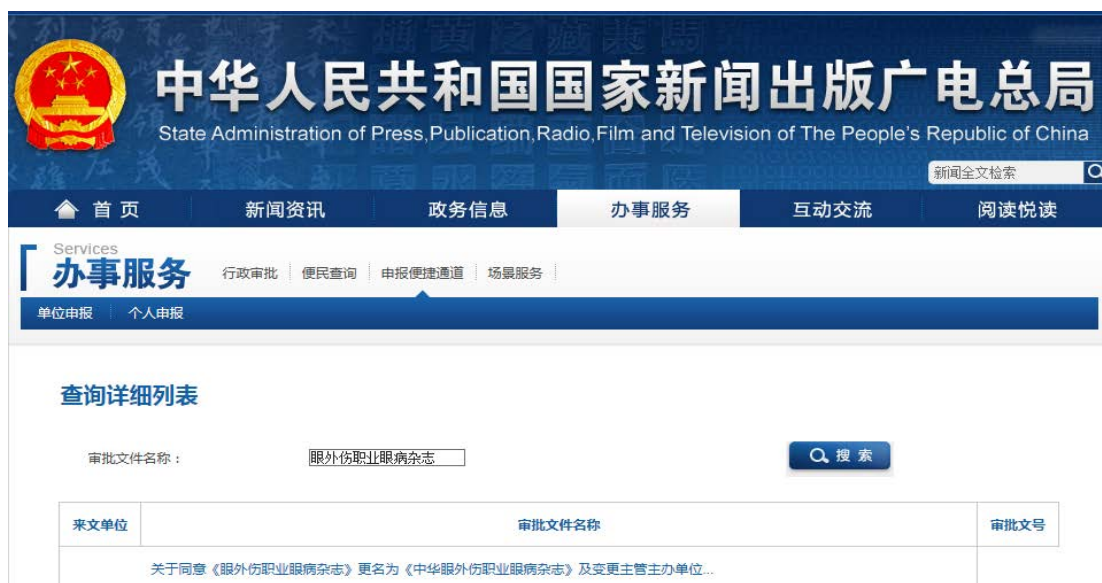 中华人民共和国国家新闻出版广电总局
State Administration of Press,Publication,Radio,Film and Television of The People's Republic of China
新闻全文检索
首页 新闻资讯 政务信息 办事服务 互动交流 阅读悦读
Services
办事服务 行政审批 便民查询 申报便捷通道 场景服务
单位申报 个人申报
查询详细列表
审批文件名称： 眼外伤职业眼病杂志 搜索
来文单位 审批文件名称 审批文号
关于同意《眼外伤职业眼病杂志》更名为《中华眼外伤职业眼病杂志》及变更主管主办单位...